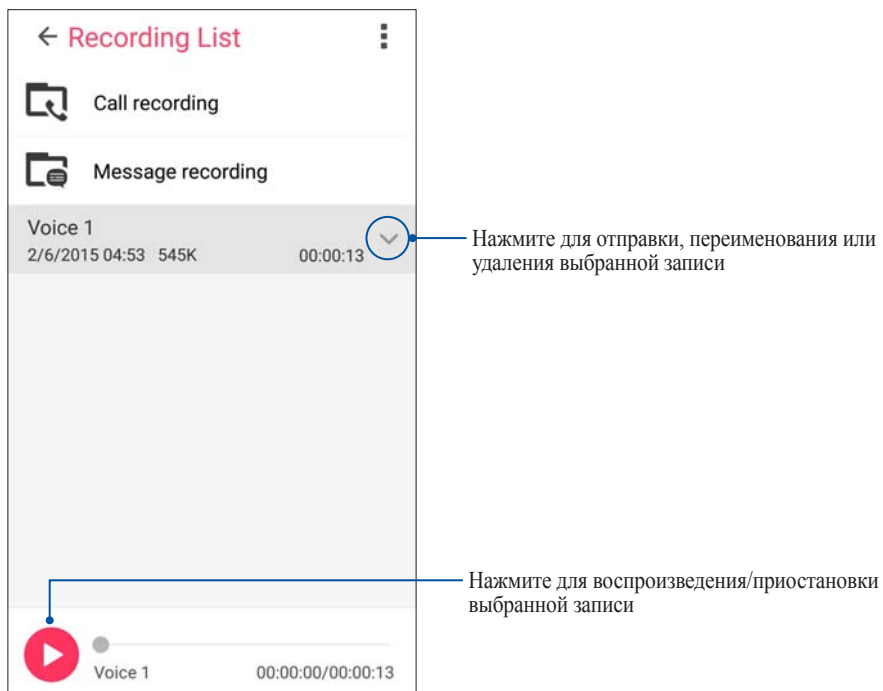 Recording List
Call recording
Message recording
Voice 1
2/6/2015 04:53 545K 00:00:13
Нажмите для отправки, переименования или
удаления выбранной записи
Нажмите для воспроизведения/приостановки
выбранной записи
Voice 1 00:00:00/00:00:13